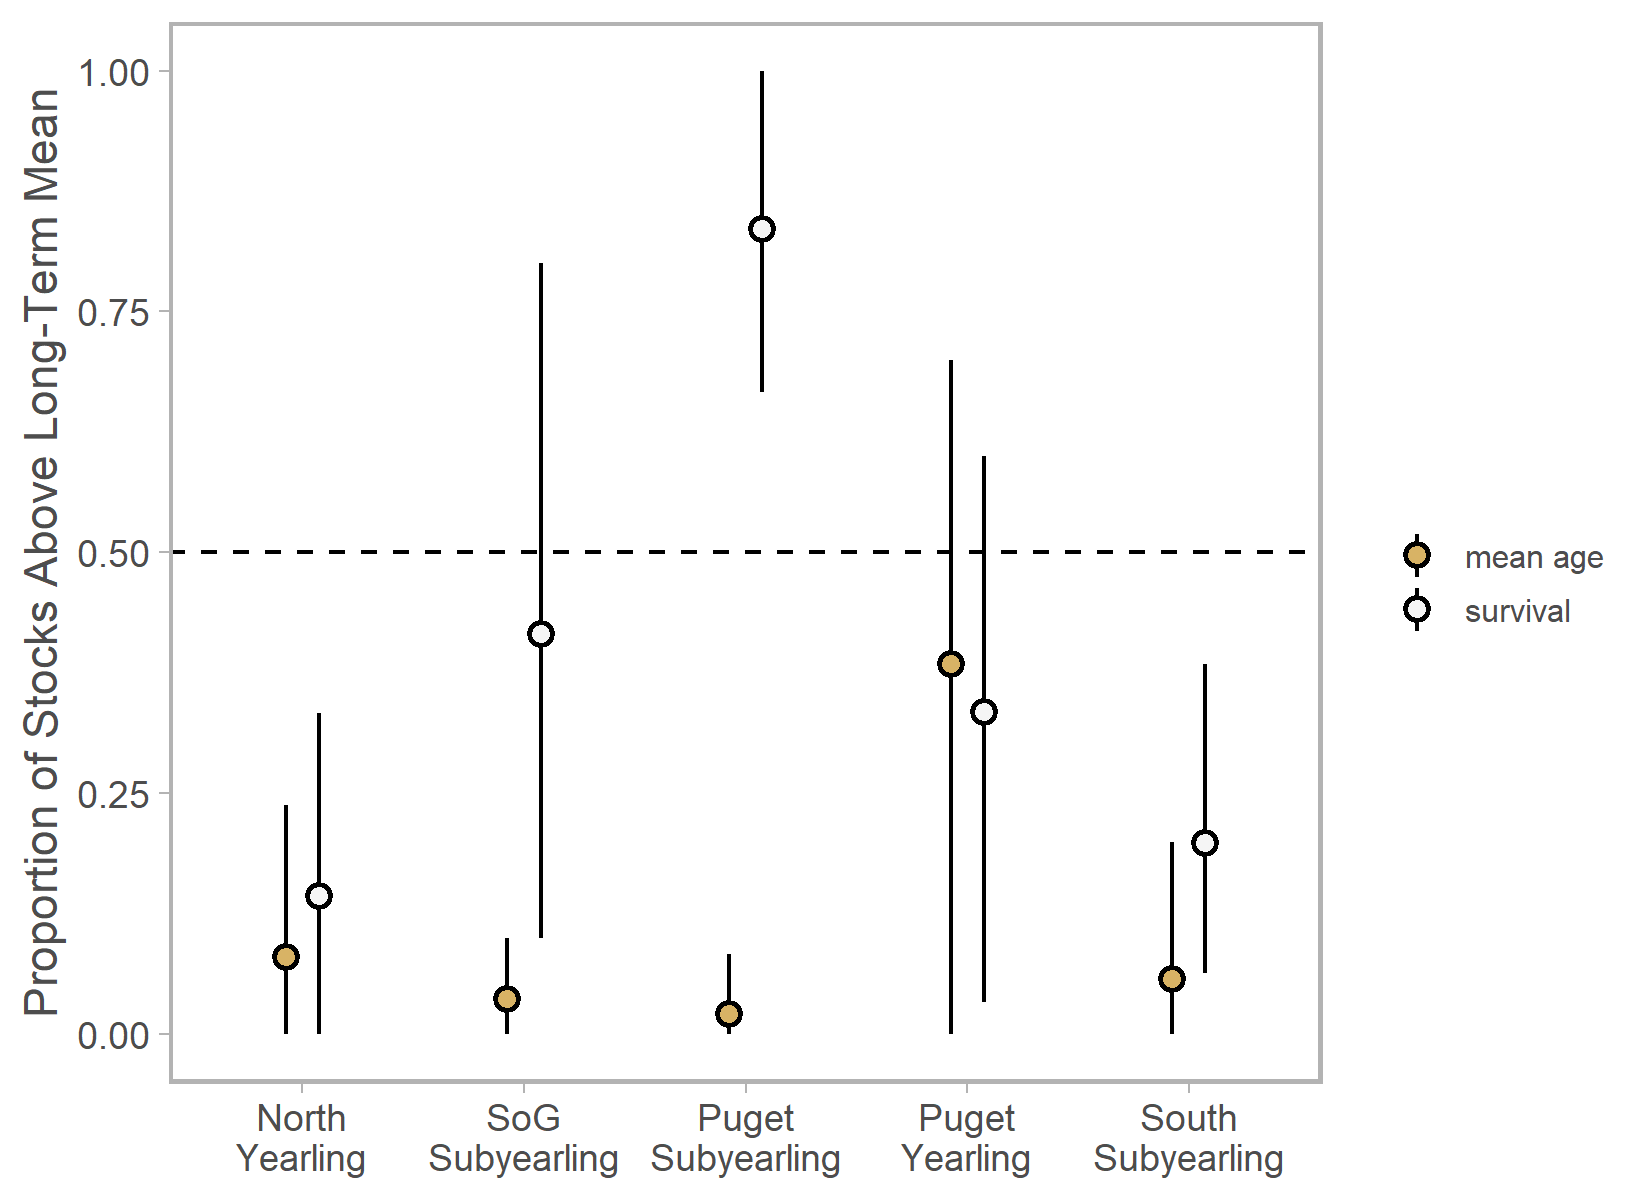 Proportion of Stocks Above Long-Term Mean
1.00
0.75
0.50
0.25
0.00
North
Yearling
SoG
Subyearling
Puget
Subyearling
Puget
Yearling
South
Subyearling
mean age
survival